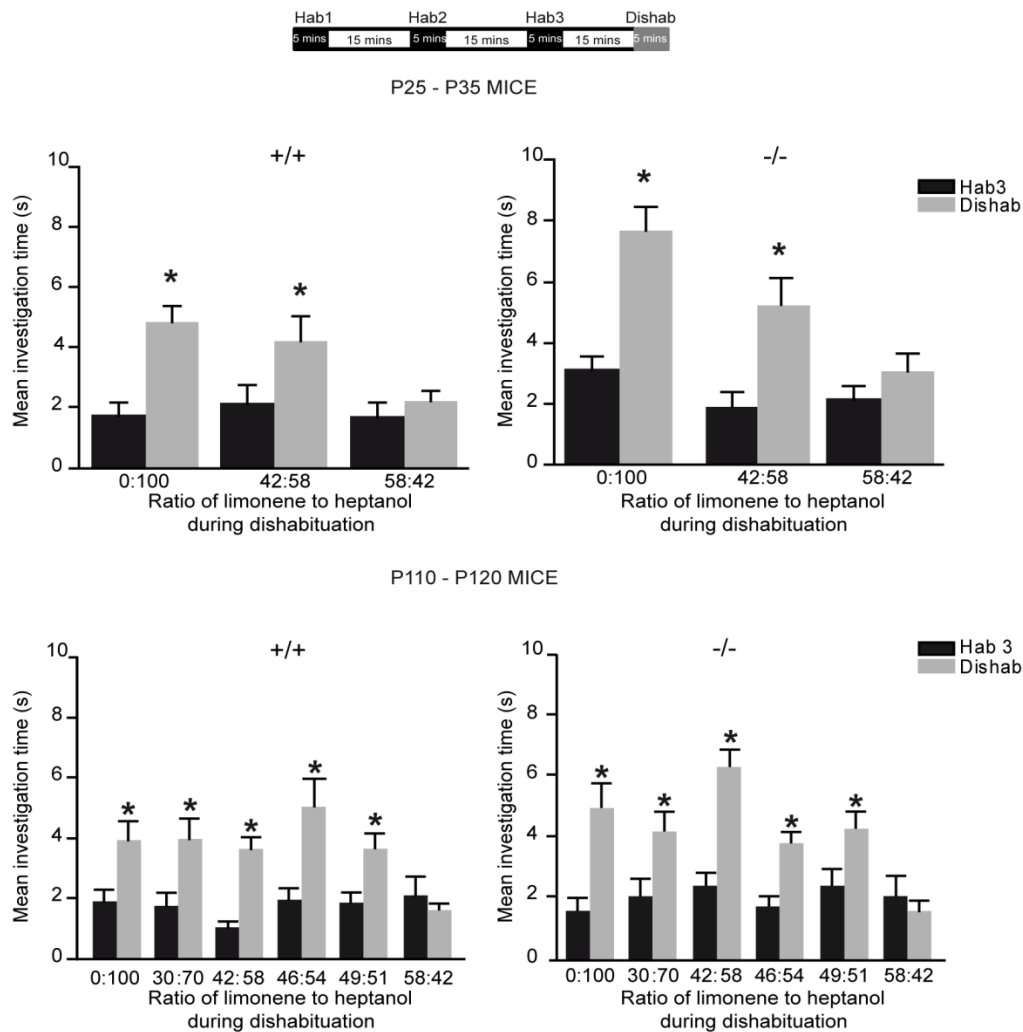 Hab1 Hab2 Hab3 Dishab
5 mins 15 mins 5 mins 15 mins 5 mins 15 mins 5 mins
P25 - P35 MICE
+/+
Mean investigation time (s)
10
8
6
4
2
0
* *
0:100 42:58 58:42
Ratio of limonene to heptanol
during dishabituation
-/-
Mean investigation time (s)
10
8
6
4
2
0
* *
0:100 42:58 58:42
Ratio of limonene to heptanol
during dishabituation
Hab3
Dishab
P110 - P120 MICE
+/+
Mean investigation time (s)
10
8
6
4
2
0
* * * * *
0:100 30:70 42:58 46:54 49:51 58:42
Ratio of limonene to heptanol
during dishabituation
-/-
Mean investigation time (s)
10
8
6
4
2
0
* * * * *
0:100 30:70 42:58 46:54 49:51 58:42
Ratio of limonene to heptanol
during dishabituation
Hab 3
Dishab